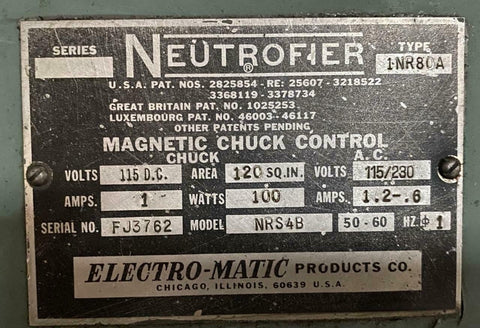 SERIES NEUTROFIER ® TYPE 1NR80A
U.S.A. PAT. NOS. 2825854 - RE: 25607 - 3218522
3368119 - 3378734
GREAT BRITAIN PAT. NO. 1025253
LUXEMBOURG PAT. NO. 46003 - 46117
OTHER PATENTS PENDING
MAGNETIC CHUCK CONTROL
CHUCK A.C.
VOLTS 115 D.C. AREA 120 SQ.IN. VOLTS 115/230
AMPS. 1 WATTS 100 AMPS. 1.2-.6
SERIAL NO. FJ3762 MODEL NRS4B 50-60 HZ. ϕ 1
ELECTRO-MATIC PRODUCTS CO.
CHICAGO, ILLINOIS, 60639 U.S.A.